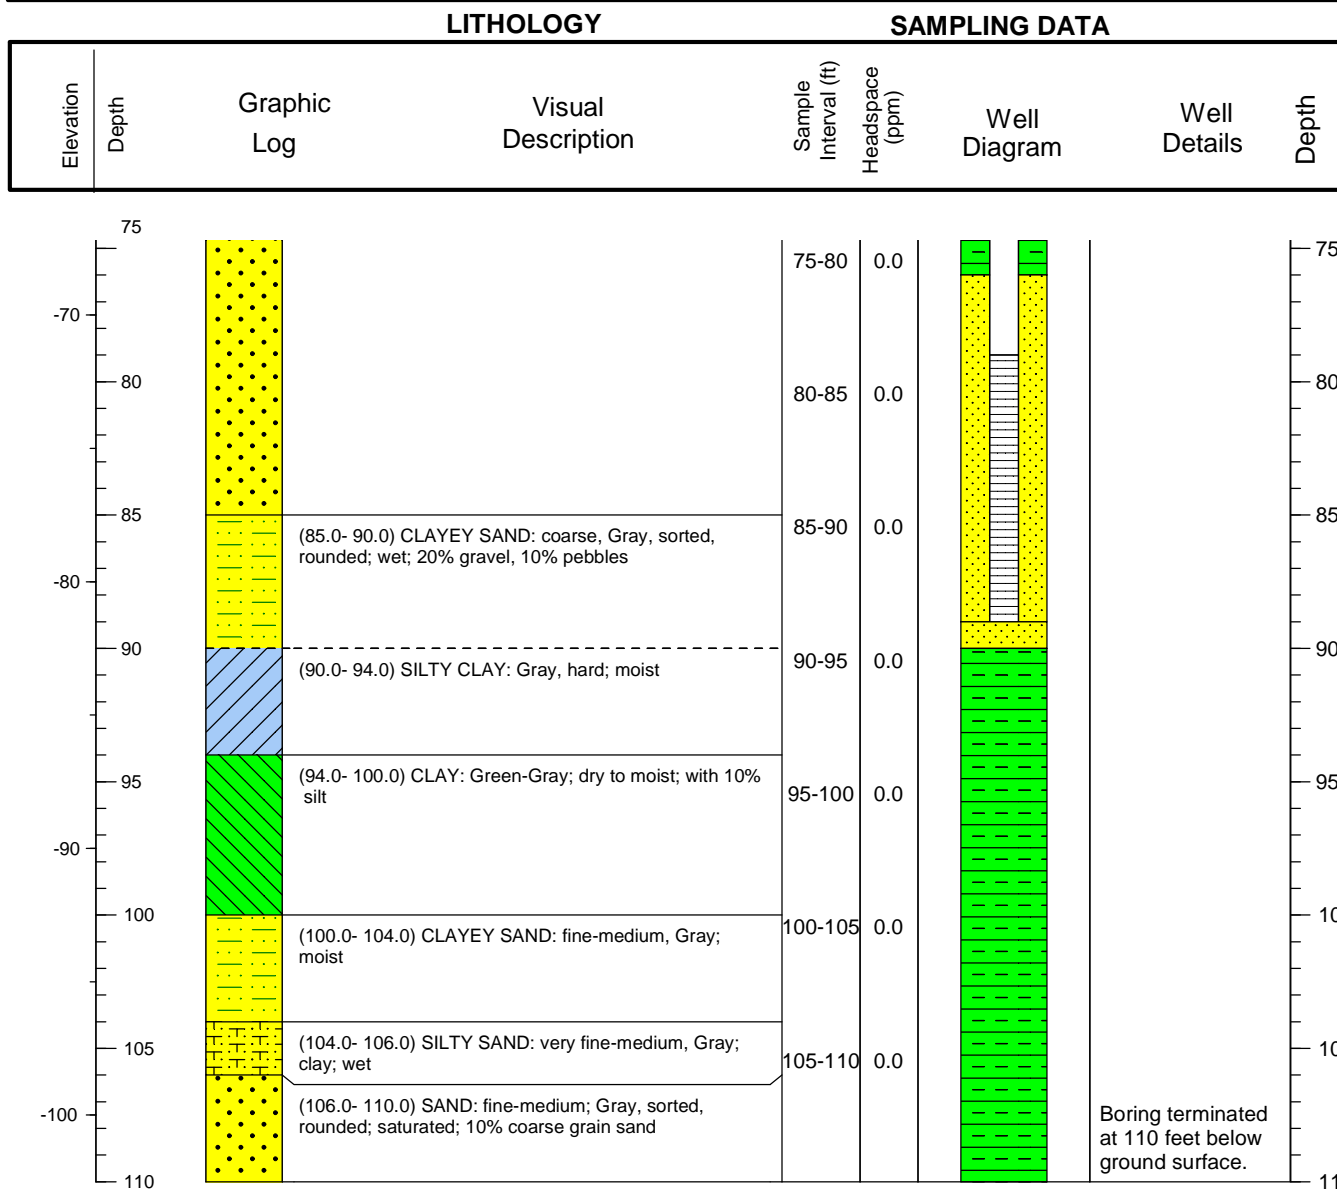 LITHOLOGY SAMPLING DATA
Elevation
Depth
Graphic
Log
Visual
Description
Sample
Interval (ft)
Headspace
(ppm)
Well
Diagram
Well
Details
Depth
75
75-80 0.0 75
-70
80 80-85 0.0 80
85 85-90 0.0 85
(85.0- 90.0) CLAYEY SAND: coarse, Gray, sorted,
rounded; wet; 20% gravel, 10% pebbles
-80
90 90-95 0.0 90
(90.0- 94.0) SILTY CLAY: Gray, hard; moist
(94.0- 100.0) CLAY: Green-Gray; dry to moist; with 10%
silt
95 95-100 0.0 95
-90
100 100-105 0.0 10
(100.0- 104.0) CLAYEY SAND: fine-medium, Gray;
moist
(104.0- 106.0) SILTY SAND: very fine-medium, Gray;
clay; wet
105 105-110 0.0 10
(106.0- 110.0) SAND: fine-medium; Gray, sorted,
rounded; saturated; 10% coarse grain sand
-100
Boring terminated
at 110 feet below
ground surface.
110 11